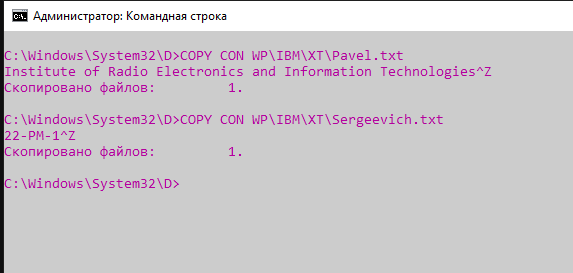 Администратор: Командная строка
C:\Windows\System32\D>COPY CON WP\IBM\XT\Pavel.txt
Institute of Radio Electronics and Information Technologies^Z
Скопировано файлов:         1.
C:\Windows\System32\D>COPY CON WP\IBM\XT\Sergeevich.txt
22-PM-1^Z
Скопировано файлов:         1.
C:\Windows\System32\D>